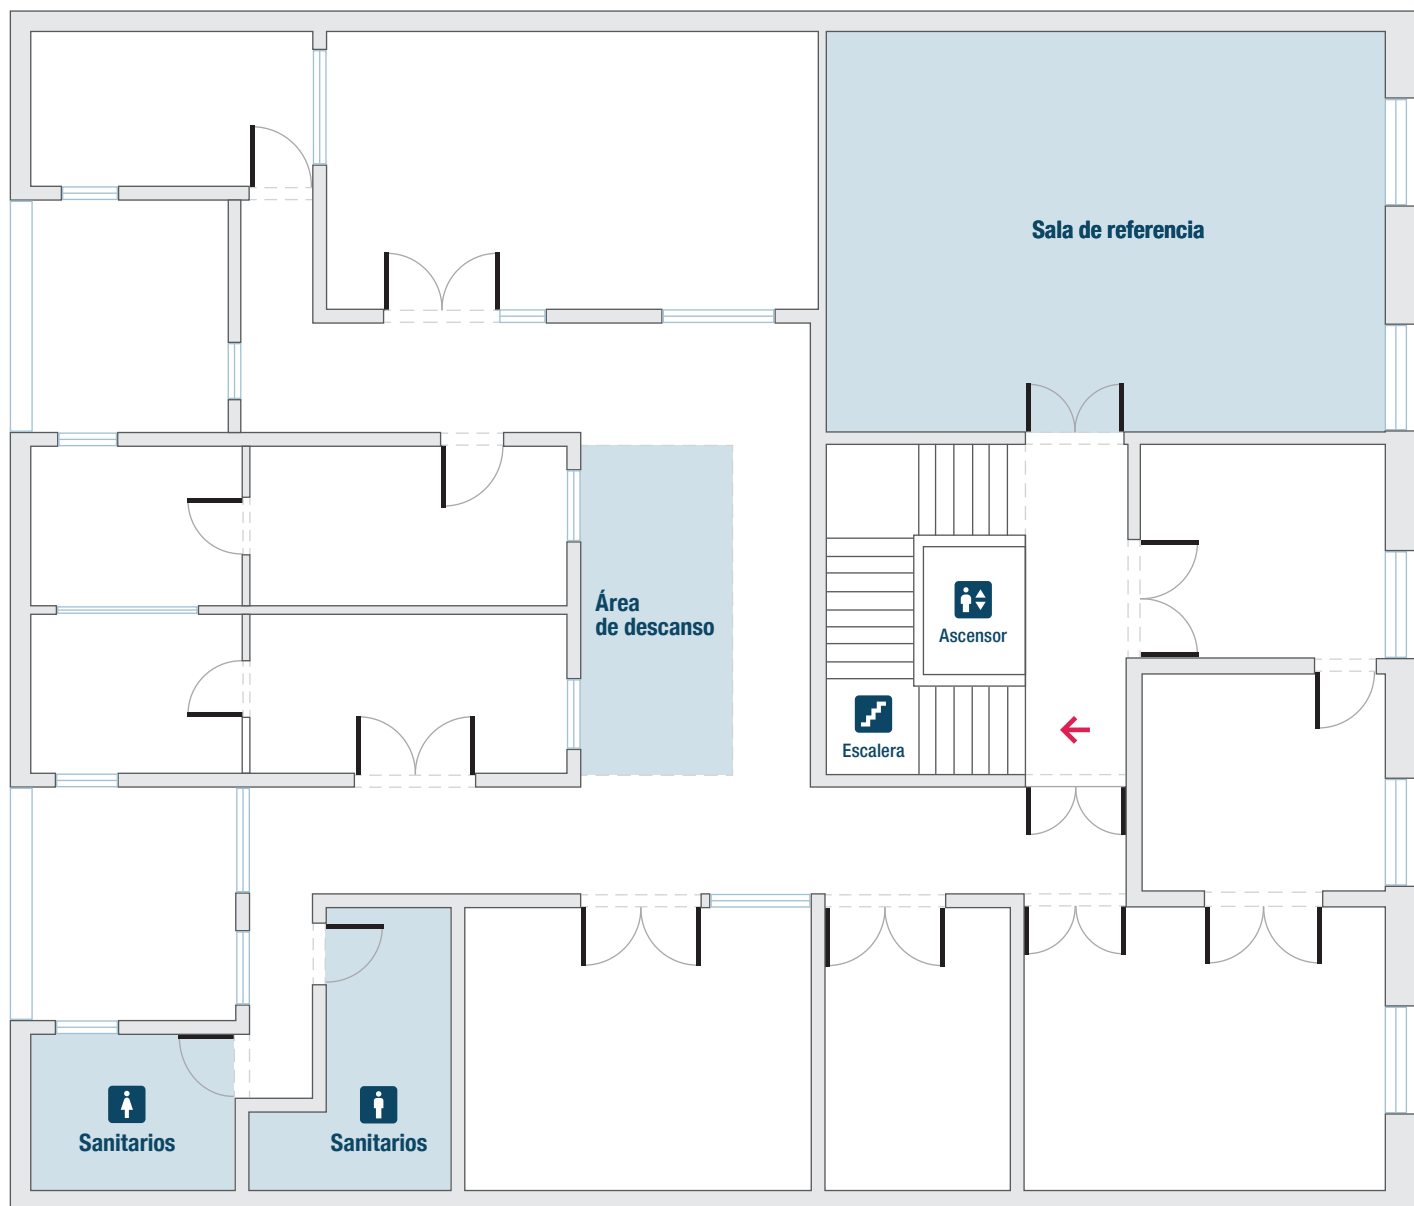 Sala de referencia
Área
de descanso
Ascensor
Escalera
Sanitarios
Sanitarios